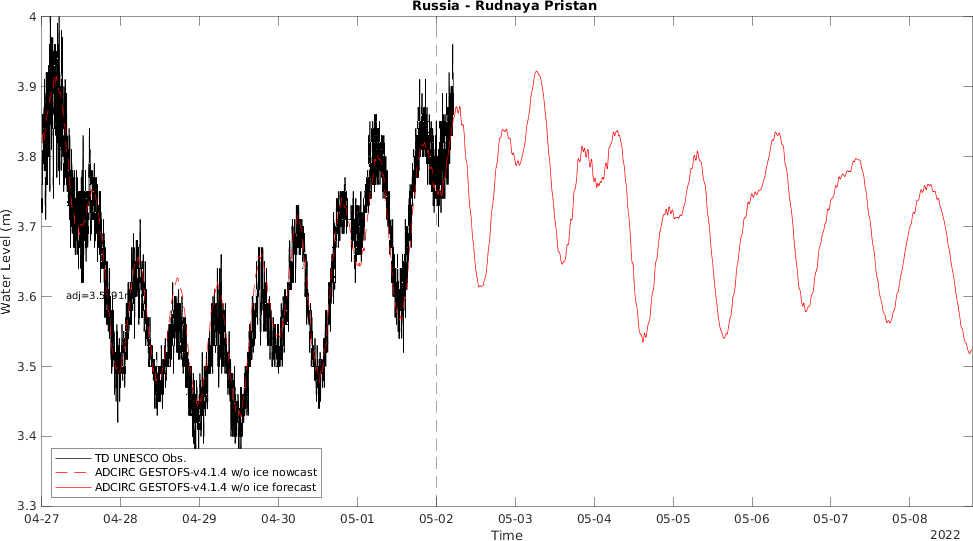 Russia - Rudnaya Pristan
4
3.9
3.8
3.7
3.6
3.5
3.4
3.3
Water Level (m)
TD UNESCO Obs.
ADCIRC GESTOFS-v4.1.4 w/o ice nowcast
ADCIRC GESTOFS-v4.1.4 w/o ice forecast
04-27 04-28 04-29 04-30 05-01 05-02 05-03 05-04 05-05 05-06 05-07 05-08
Time
2022